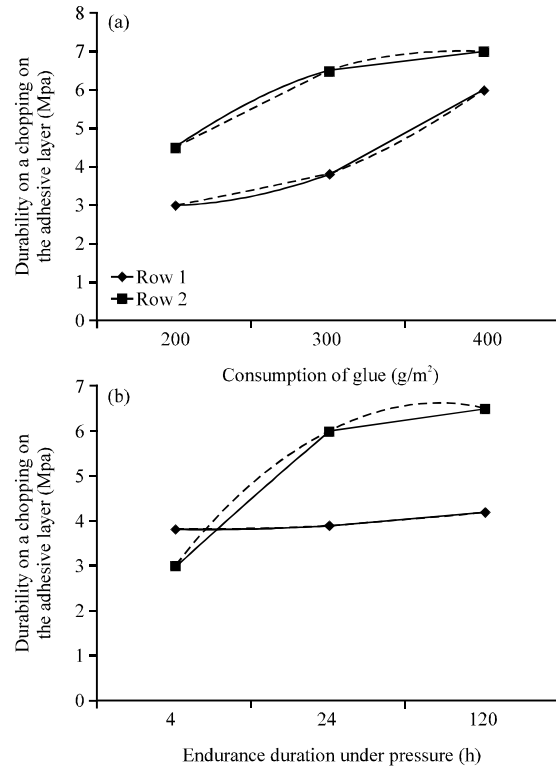 (a)
Durability on a chopping on
the adhesive layer (Mpa)
8
7
6
5
4
3
2
1
0
Row 1
Row 2
200 300 400
Consumption of glue (g/m²)
(b)
Durability on a chopping on
the adhesive layer (Mpa)
7
6
5
4
3
2
1
0
4 24 120
Endurance duration under pressure (h)